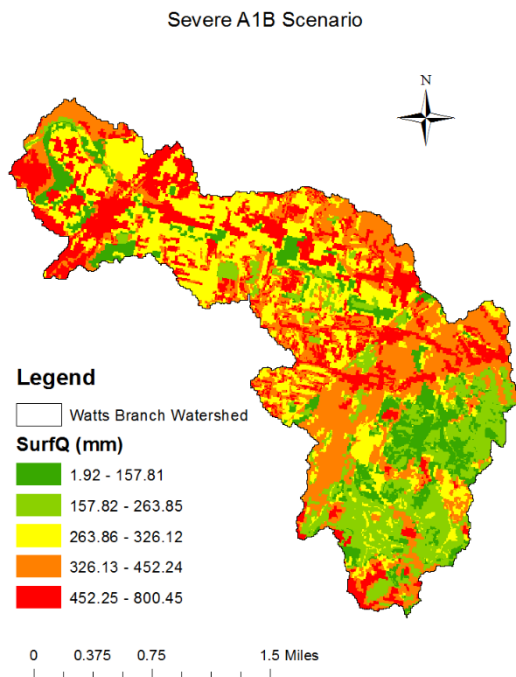 Severe A1B Scenario
N
Legend
Watts Branch Watershed
SurfQ (mm)
1.92 - 157.81
157.82 - 263.85
263.86 - 326.12
326.13 - 452.24
452.25 - 800.45
0 0.375 0.75 1.5 Miles